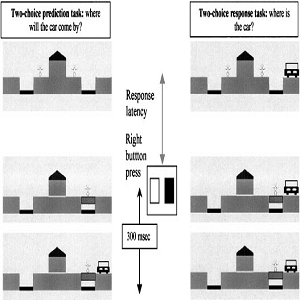 Two-choice prediction task: where
will the car come by?
Two-choice response task: where is
the car?
Response
latency
Right
buttton
press
300 msec